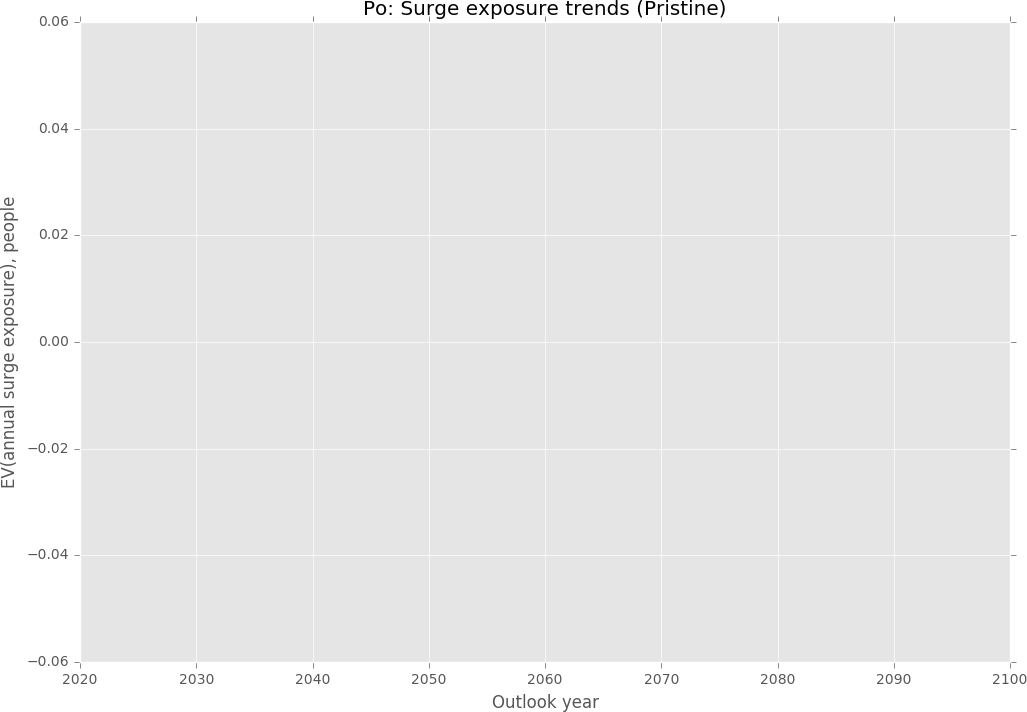 Po: Surge exposure trends (Pristine)
0.06
0.04
0.02
0.00
−0.02
−0.04
−0.06
EV(annual surge exposure), people
2020 2030 2040 2050 2060 2070 2080 2090 2100
Outlook year